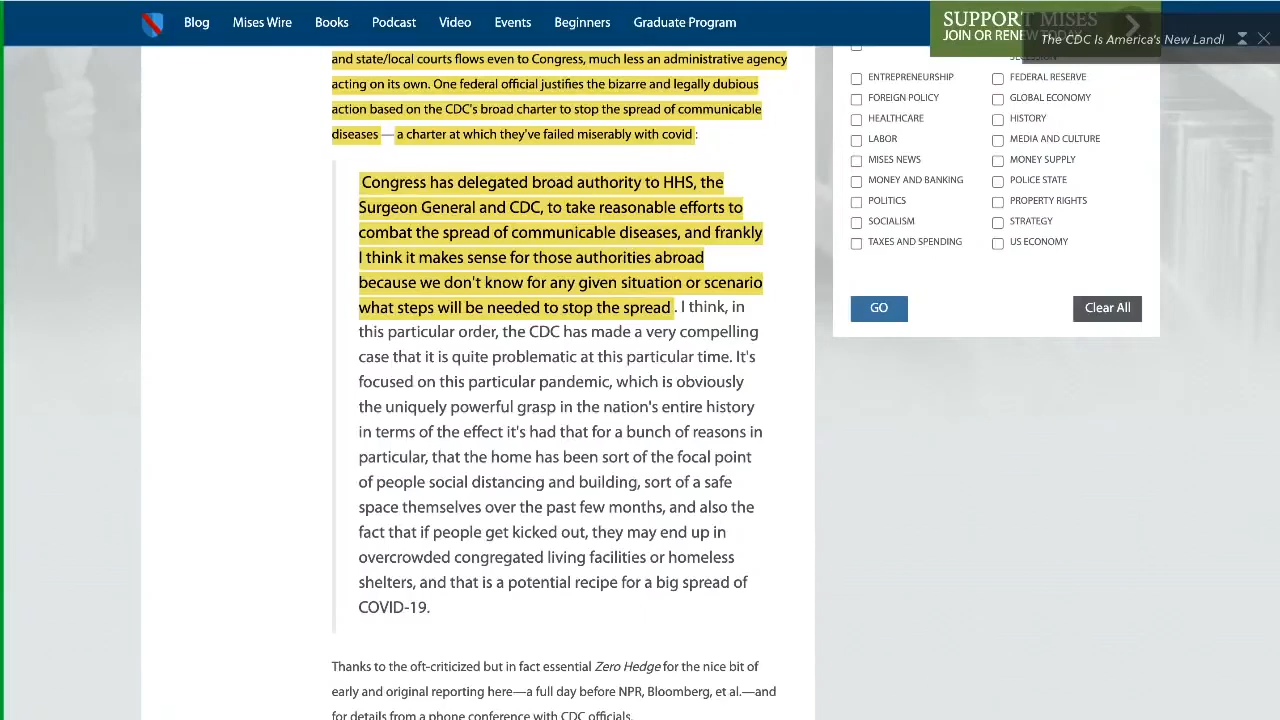 Blog Mises Wire Books Podcast Video Events Beginners Graduate Program
SUPPORT MISES
JOIN OR RENEW TODAY
The CDC Is America's New Landl
and state/local courts flows even to Congress, much less an administrative agency
acting on its own. One federal official justifies the bizarre and legally dubious
action based on the CDC's broad charter to stop the spread of communicable
diseases—a charter at which they've failed miserably with covid:
Congress has delegated broad authority to HHS, the
Surgeon General and CDC, to take reasonable efforts to
combat the spread of communicable diseases, and frankly
I think it makes sense for those authorities abroad
because we don't know for any given situation or scenario
what steps will be needed to stop the spread. I think, in
this particular order, the CDC has made a very compelling
case that it is quite problematic at this particular time. It's
focused on this particular pandemic, which is obviously
the uniquely powerful grasp in the nation's entire history
in terms of the effect it's had that for a bunch of reasons in
particular, that the home has been sort of the focal point
of people social distancing and building, sort of a safe
space themselves over the past few months, and also the
fact that if people get kicked out, they may end up in
overcrowded congregated living facilities or homeless
shelters, and that is a potential recipe for a big spread of
COVID-19.
Thanks to the oft-criticized but in fact essential Zero Hedge for the nice bit of
early and original reporting here—a full day before NPR, Bloomberg, et al.—and
for details from a phone conference with CDC officials.
SECESSION
ENTREPRENEURSHIP FEDERAL RESERVE
FOREIGN POLICY GLOBAL ECONOMY
HEALTHCARE HISTORY
LABOR MEDIA AND CULTURE
MISES NEWS MONEY SUPPLY
MONEY AND BANKING POLICE STATE
POLITICS PROPERTY RIGHTS
SOCIALISM STRATEGY
TAXES AND SPENDING US ECONOMY
GO Clear All